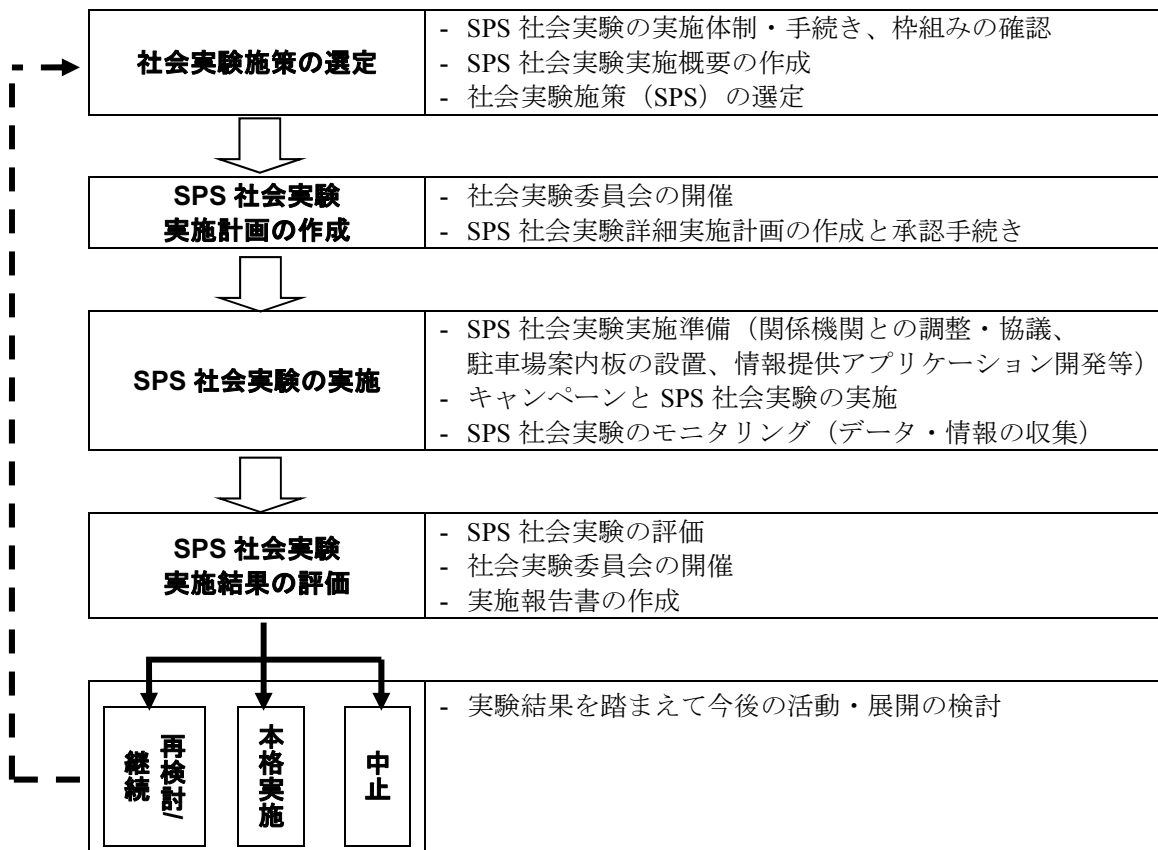 社会実験施策の選定
- SPS 社会実験の実施体制・手続き、枠組みの確認
- SPS 社会実験実施概要の作成
- 社会実験施策（SPS）の選定
SPS 社会実験
実施計画の作成
- 社会実験委員会の開催
- SPS 社会実験詳細実施計画の作成と承認手続き
SPS 社会実験の実施
- SPS 社会実験実施準備（関係機関との調整・協議、
駐車場案内板の設置、情報提供アプリケーション開発等）
- キャンペーンと SPS 社会実験の実施
- SPS 社会実験のモニタリング（データ・情報の収集）
SPS 社会実験
実施結果の評価
- SPS 社会実験の評価
- 社会実験委員会の開催
- 実施報告書の作成
再検討/
継続
本格実施
中止
- 実験結果を踏まえて今後の活動・展開の検討